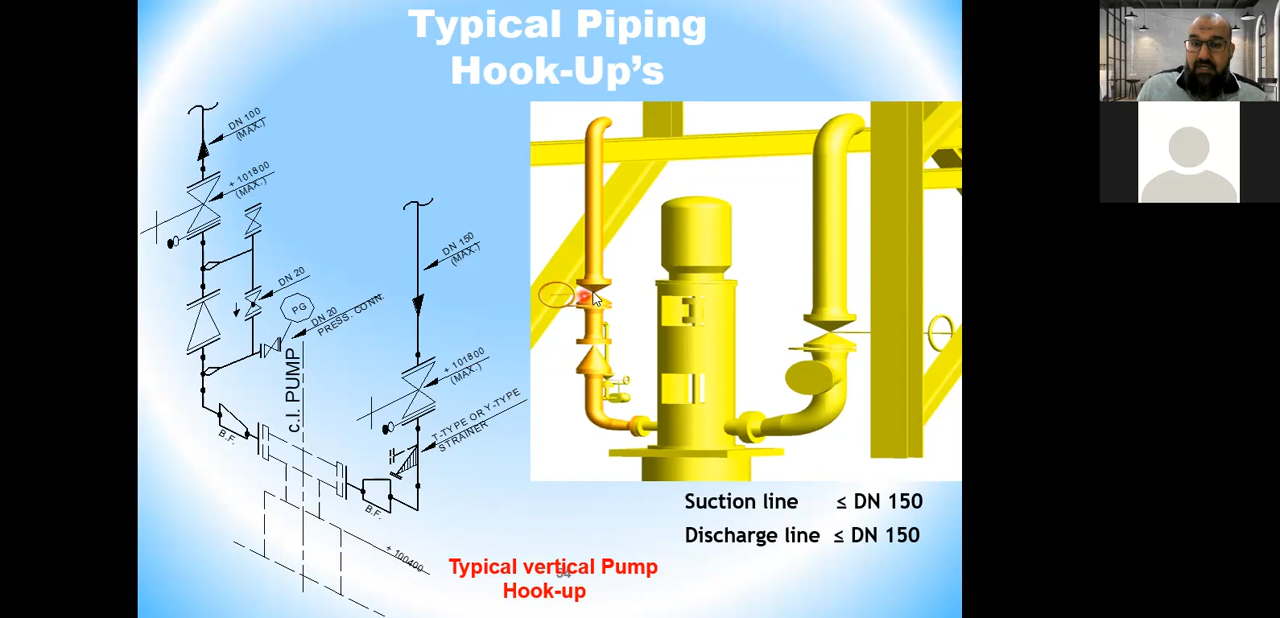 Typical Piping
Hook-Up's
DN 100
(MAX.)
+ 101800
(MAX.)
DN 20
PG
DN 20
PRESS. CONN.
DN 150
(MAX.)
+ 101800
(MAX.)
T-TYPE OR Y-TYPE
STRAINER
c.l. PUMP
B.F.
B.F.
+ 100400
Suction line ≤ DN 150
Discharge line ≤ DN 150
Typical vertical Pump
54
Hook-up